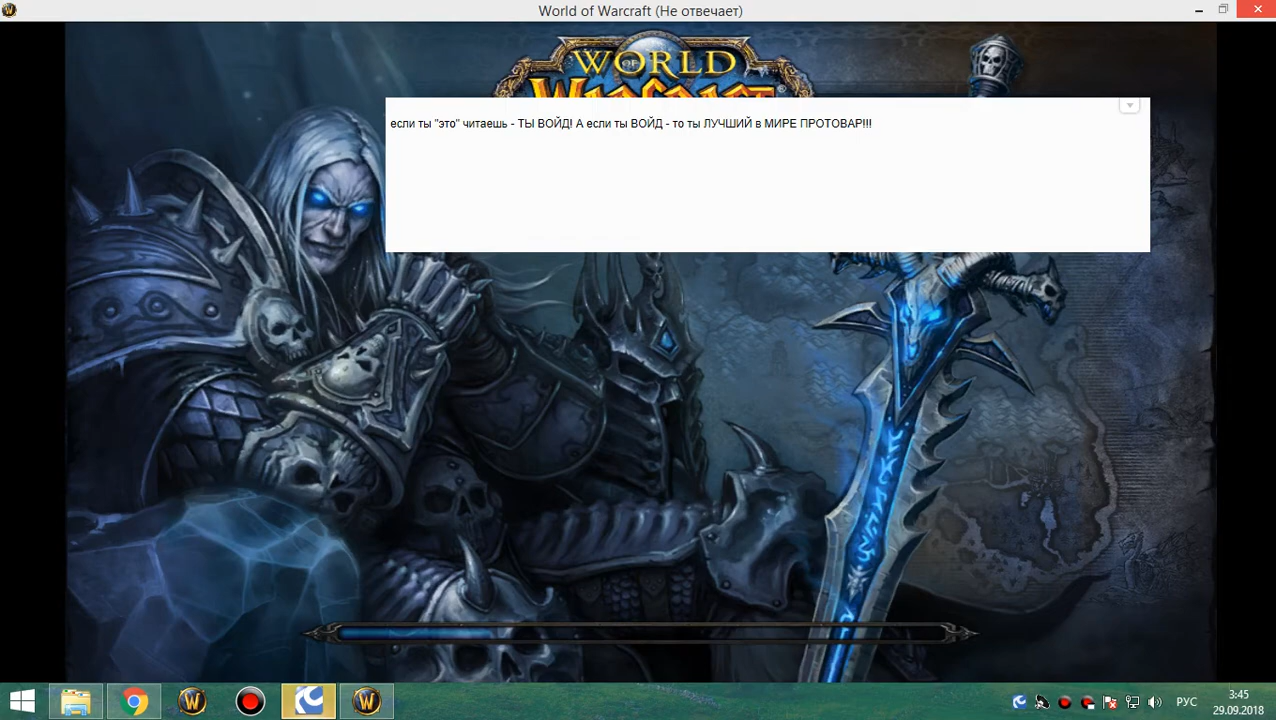 World of Warcraft (Не отвечает)
WORLD
OF
WARCRAFT
если ты "это" читаешь - ТЫ ВОЙД! А если ты ВОЙД - то ты ЛУЧШИЙ в МИРЕ ПРОТОВАР!!!
РУС
3:45
29.09.2018